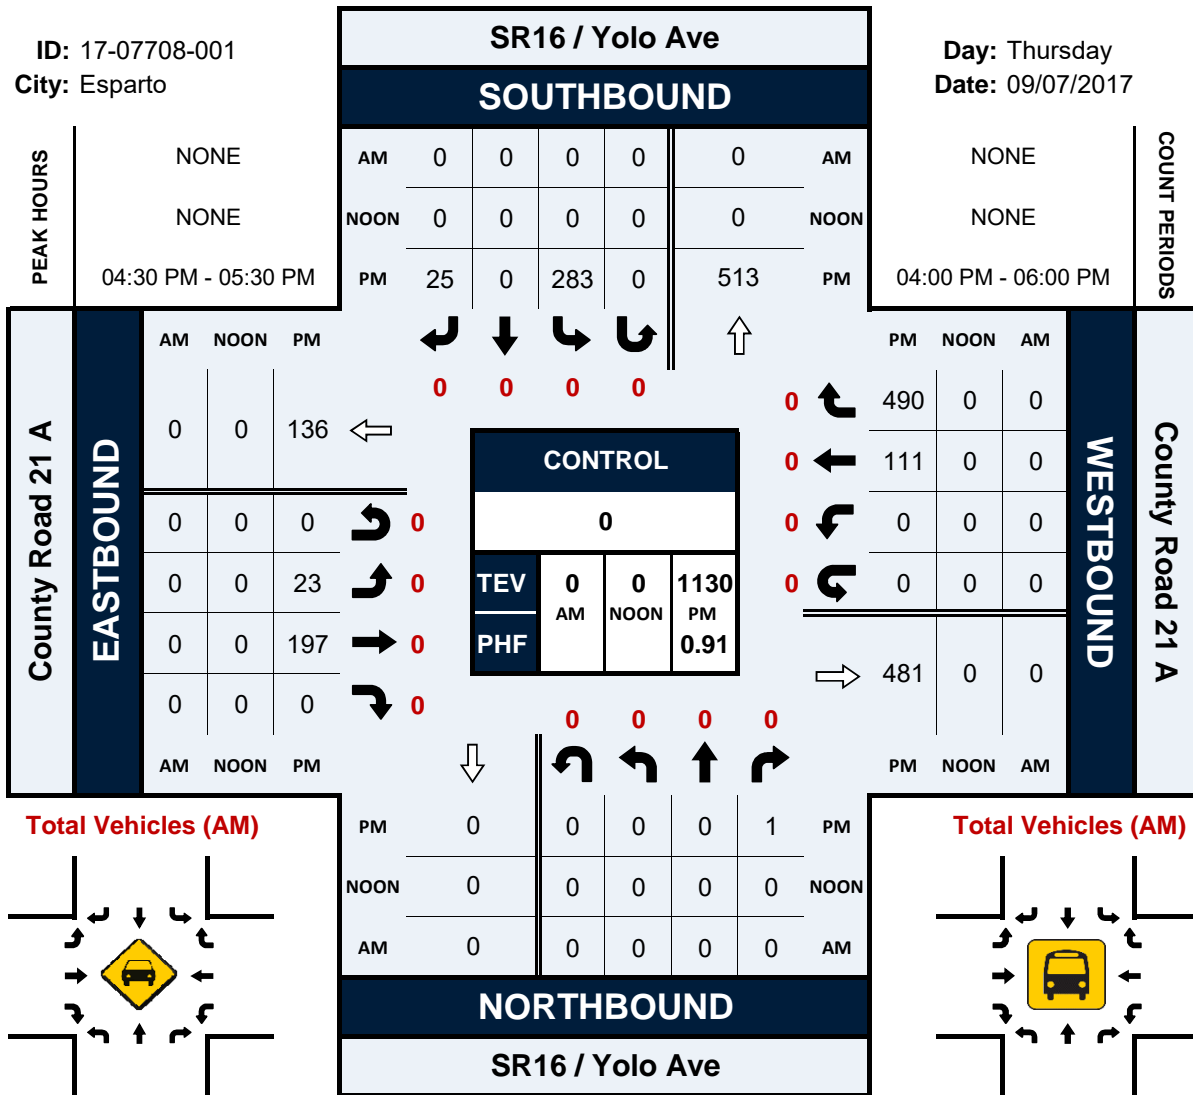 SR16 / Yolo Ave
ID: 17-07708-001
Day: Thursday
City: Esparto
Date: 09/07/2017
SOUTHBOUND
PEAK HOURS
NONE
AM 0 0 0 0 0 AM
NONE
COUNT PERIODS
NONE
NOON 0 0 0 0 0 NOON
NONE
04:30 PM - 05:30 PM
PM 25 0 283 0 513 PM
04:00 PM - 06:00 PM
AM NOON PM
PM NOON AM
0 0 0 0
0 490 0 0
0 0 136
0 111 0 0
County Road 21 A
EASTBOUND
CONTROL
WESTBOUND
County Road 21 A
0 0 0 0
0
0 0 0 0
0 0 23 0
TEV 0 0 1130
0 0 0 0
AM NOON PM
0 0 197 0
PHF 0.91
481 0 0
0 0 0 0
0 0 0 0
AM NOON PM
PM NOON AM
Total Vehicles (AM)
PM 0 0 0 0 1 PM
Total Vehicles (AM)
NOON 0 0 0 0 0 NOON
AM 0 0 0 0 0 AM
NORTHBOUND
SR16 / Yolo Ave